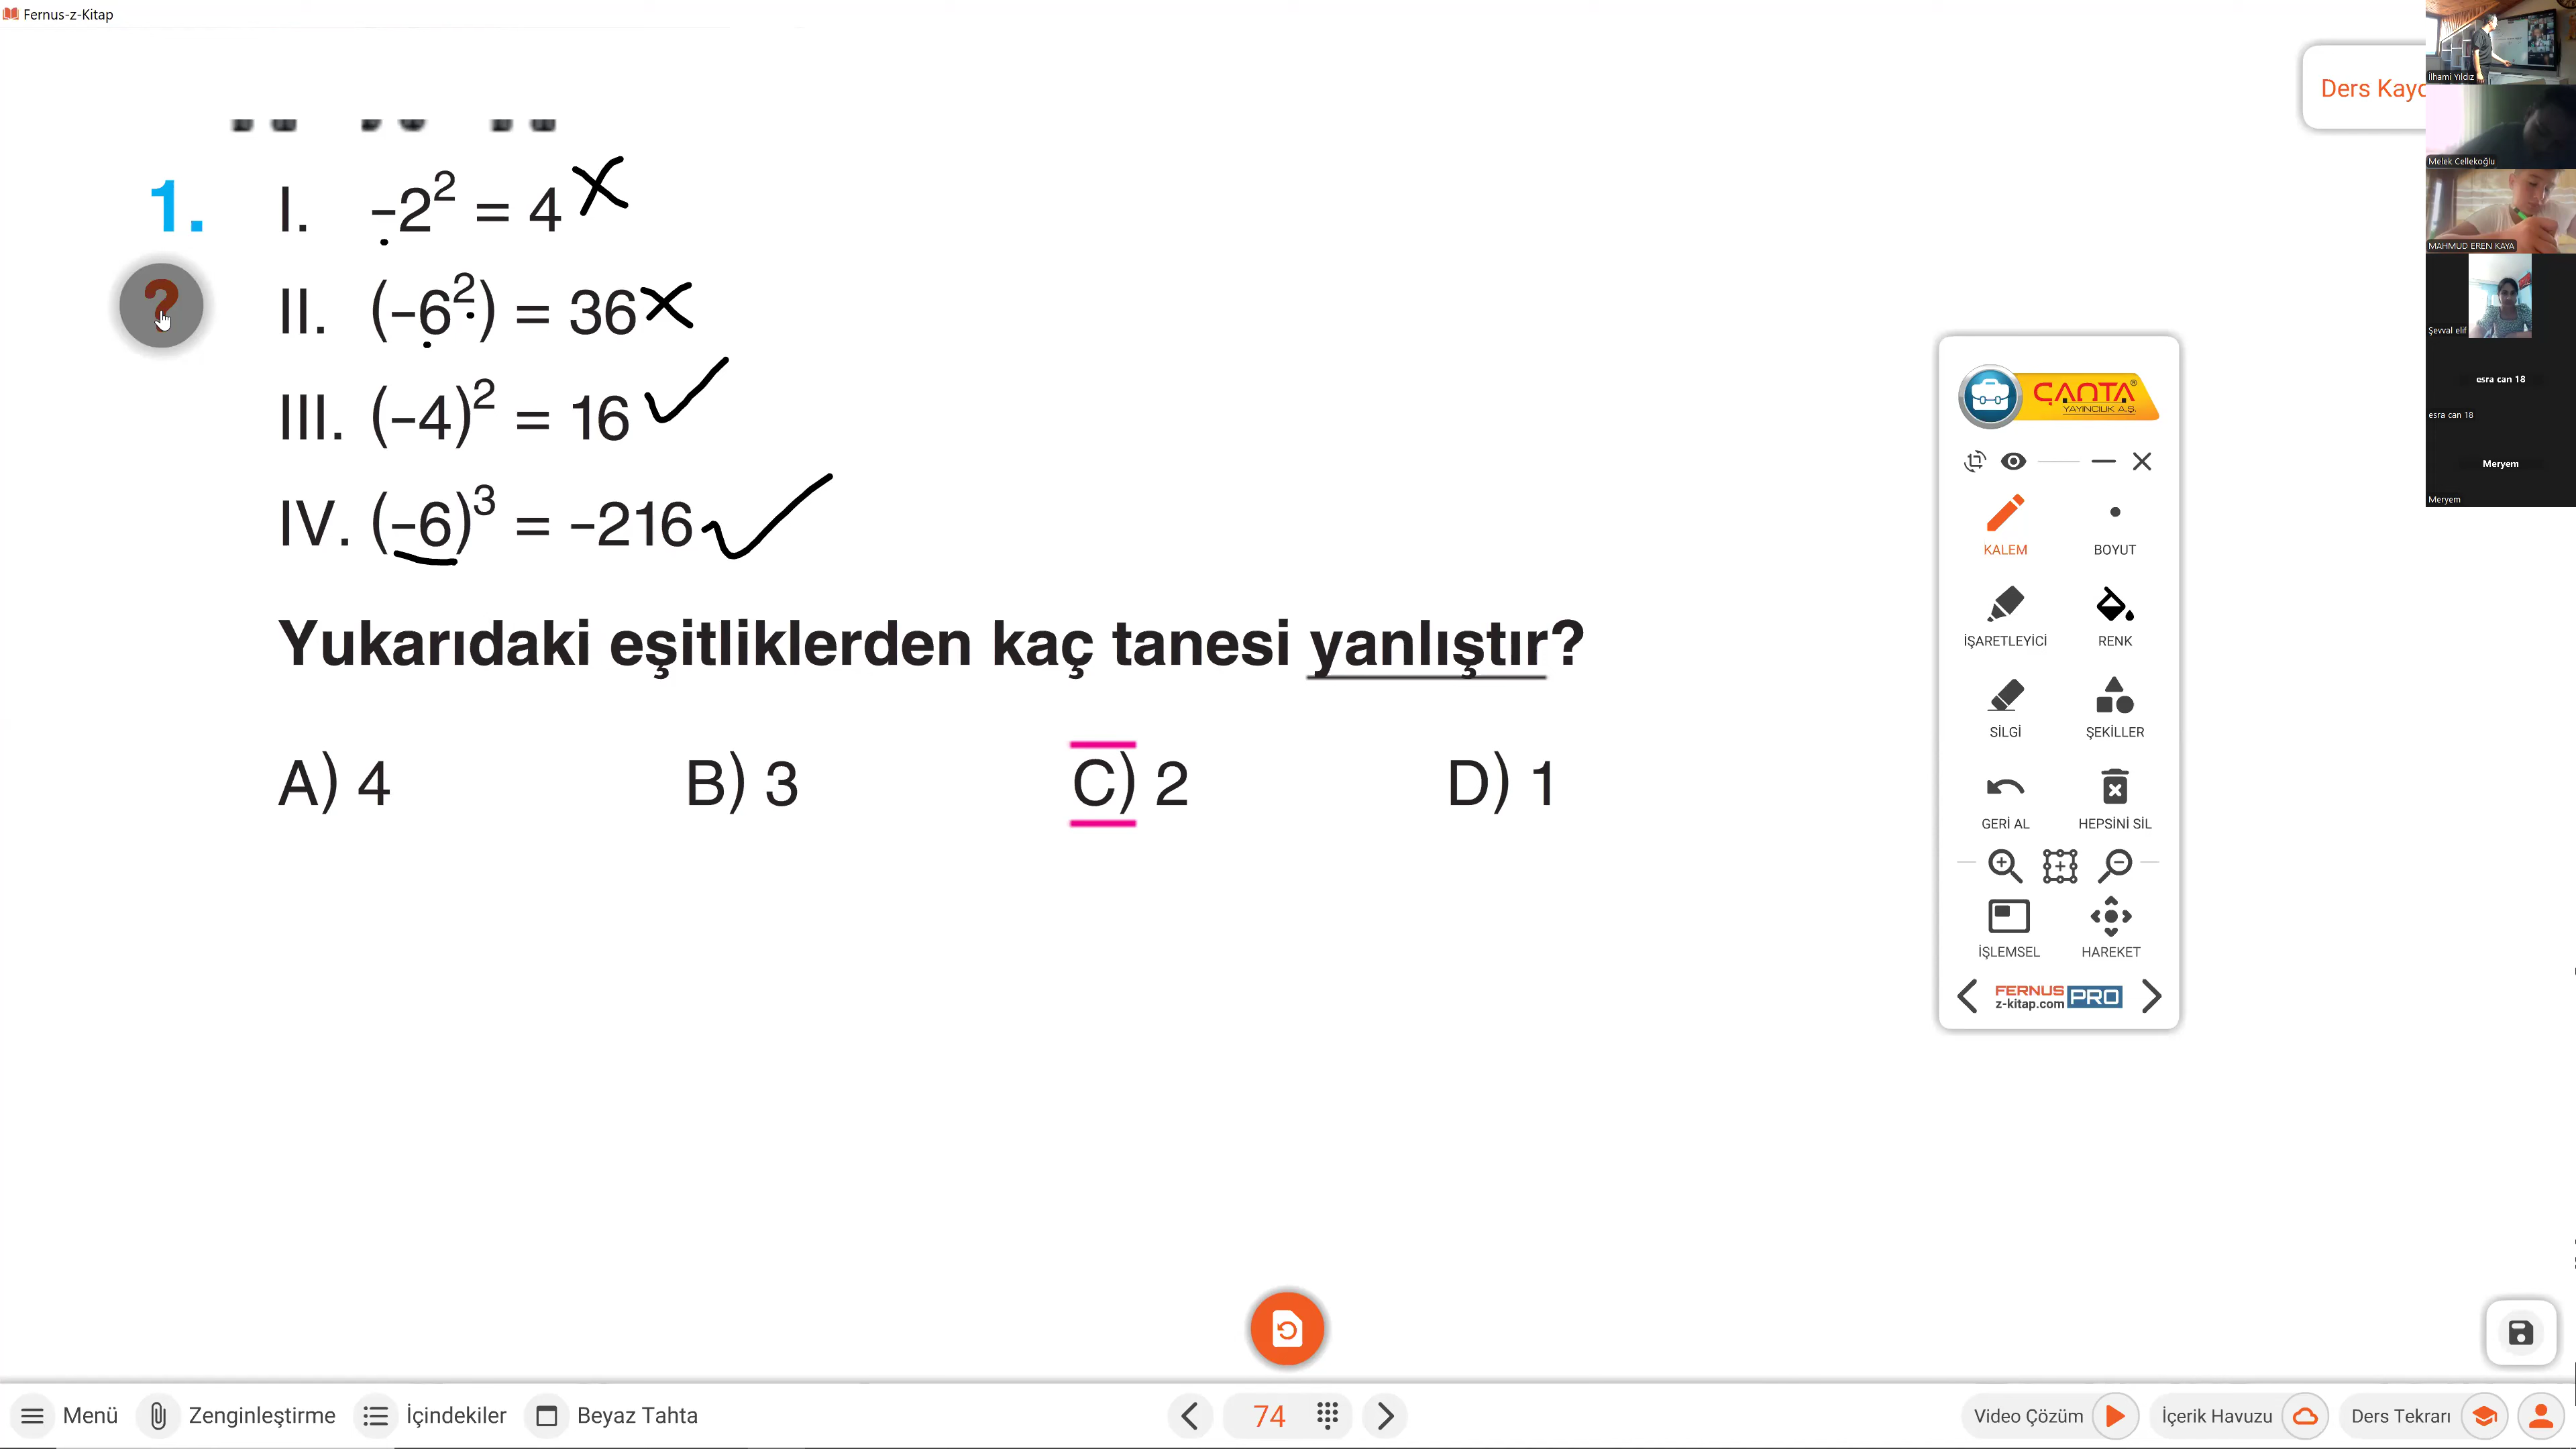 Fernus-z-Kitap
Ders Kayd
İlhami Yıldız
Melek Cellekoğlu
MAHMUD EREN KAYA
Şevval elif
esra can 18
esra can 18
Meryem
Meryem
1. I. -2² = 4
II. (-6²) = 36
III. (-4)² = 16
IV. (-6)³ = -216
Yukarıdaki eşitliklerden kaç tanesi yanlıştır?
A) 4 B) 3 C) 2 D) 1
ÇANTA®
YAYINCILIK A.Ş.
KALEM BOYUT
İŞARETLEYİCİ RENK
SİLGİ ŞEKİLLER
GERİ AL HEPSİNİ SİL
İŞLEMSEL HAREKET
FERNUS
z-kitap.com PRO
Menü Zenginleştirme İçindekiler Beyaz Tahta 74 Video Çözüm İçerik Havuzu Ders Tekrarı